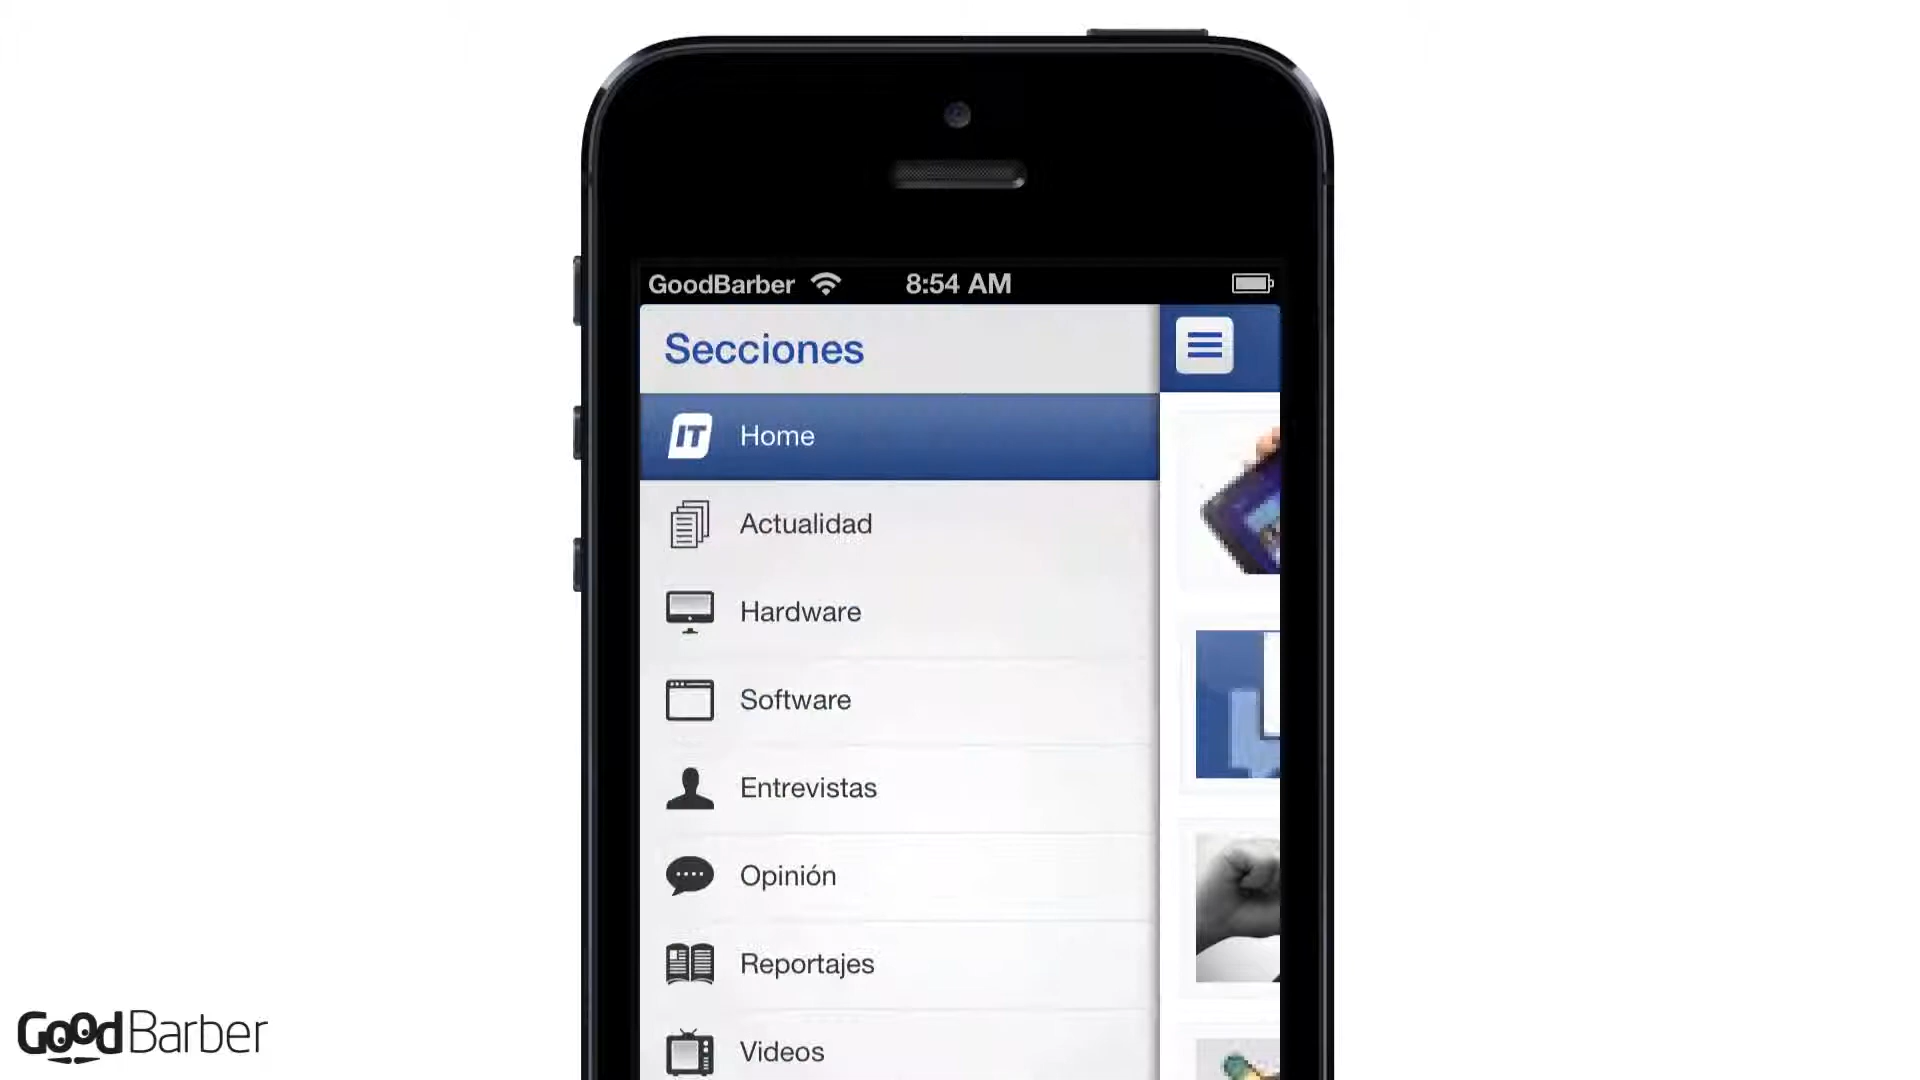 GoodBarber 8:54 AM
Secciones
IT Home
Actualidad
Hardware
Software
Entrevistas
Opinión
Reportajes
Videos
GoodBarber